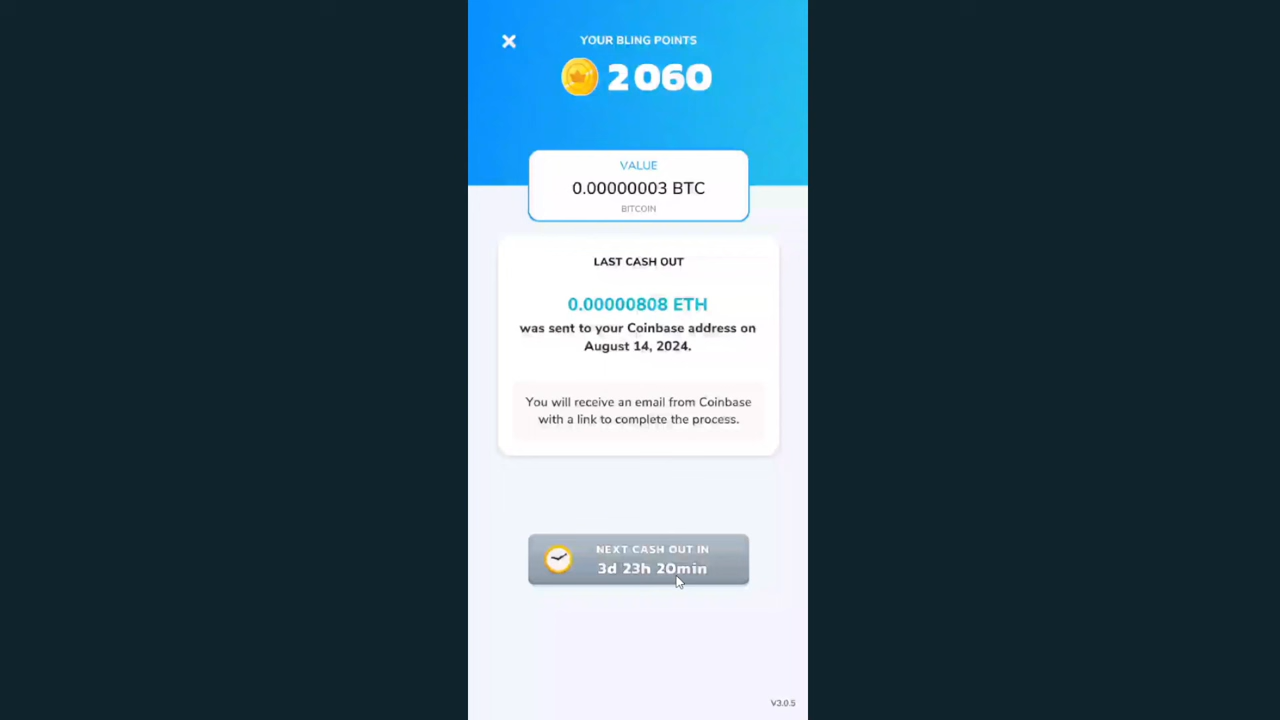 YOUR BLING POINTS
2 060
VALUE
0.00000003 BTC
BITCOIN
LAST CASH OUT
0.00000808 ETH
was sent to your Coinbase address on
August 14, 2024.
You will receive an email from Coinbase
with a link to complete the process.
NEXT CASH OUT IN
3d 23h 20min
V3.0.5